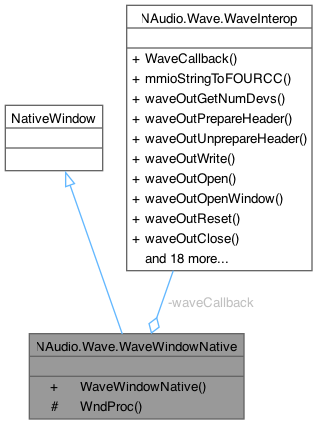 NAudio.Wave.WaveInterop
+ WaveCallback()
+ mmioStringToFOURCC()
+ waveOutGetNumDevs()
+ waveOutPrepareHeader()
+ waveOutUnprepareHeader()
+ waveOutWrite()
+ waveOutOpen()
+ waveOutOpenWindow()
+ waveOutReset()
+ waveOutClose()
and 18 more...
NativeWindow
-waveCallback
NAudio.Wave.WaveWindowNative
+ WaveWindowNative()
# WndProc()